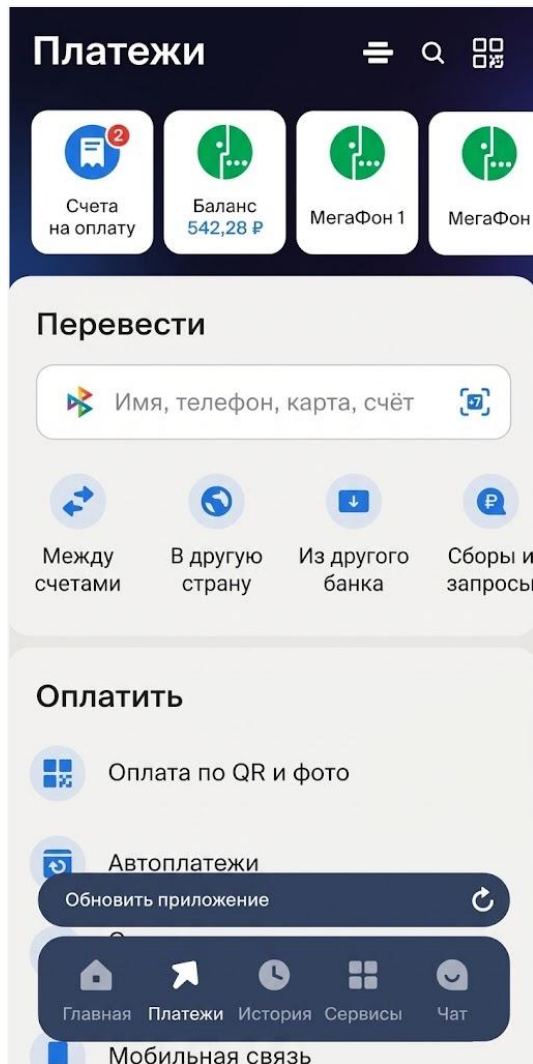 Платежи
2
Счета
на оплату
Баланс
542,28 ₽
МегаФон 1
МегаФон
Перевести
Имя, телефон, карта, счёт
+7
Между
счетами
В другую
страну
Из другого
банка
Сборы и
запросы
Оплатить
Оплата по QR и фото
Автоплатежи
Обновить приложение
Главная
Платежи
История
Сервисы
Чат
Мобильная связь